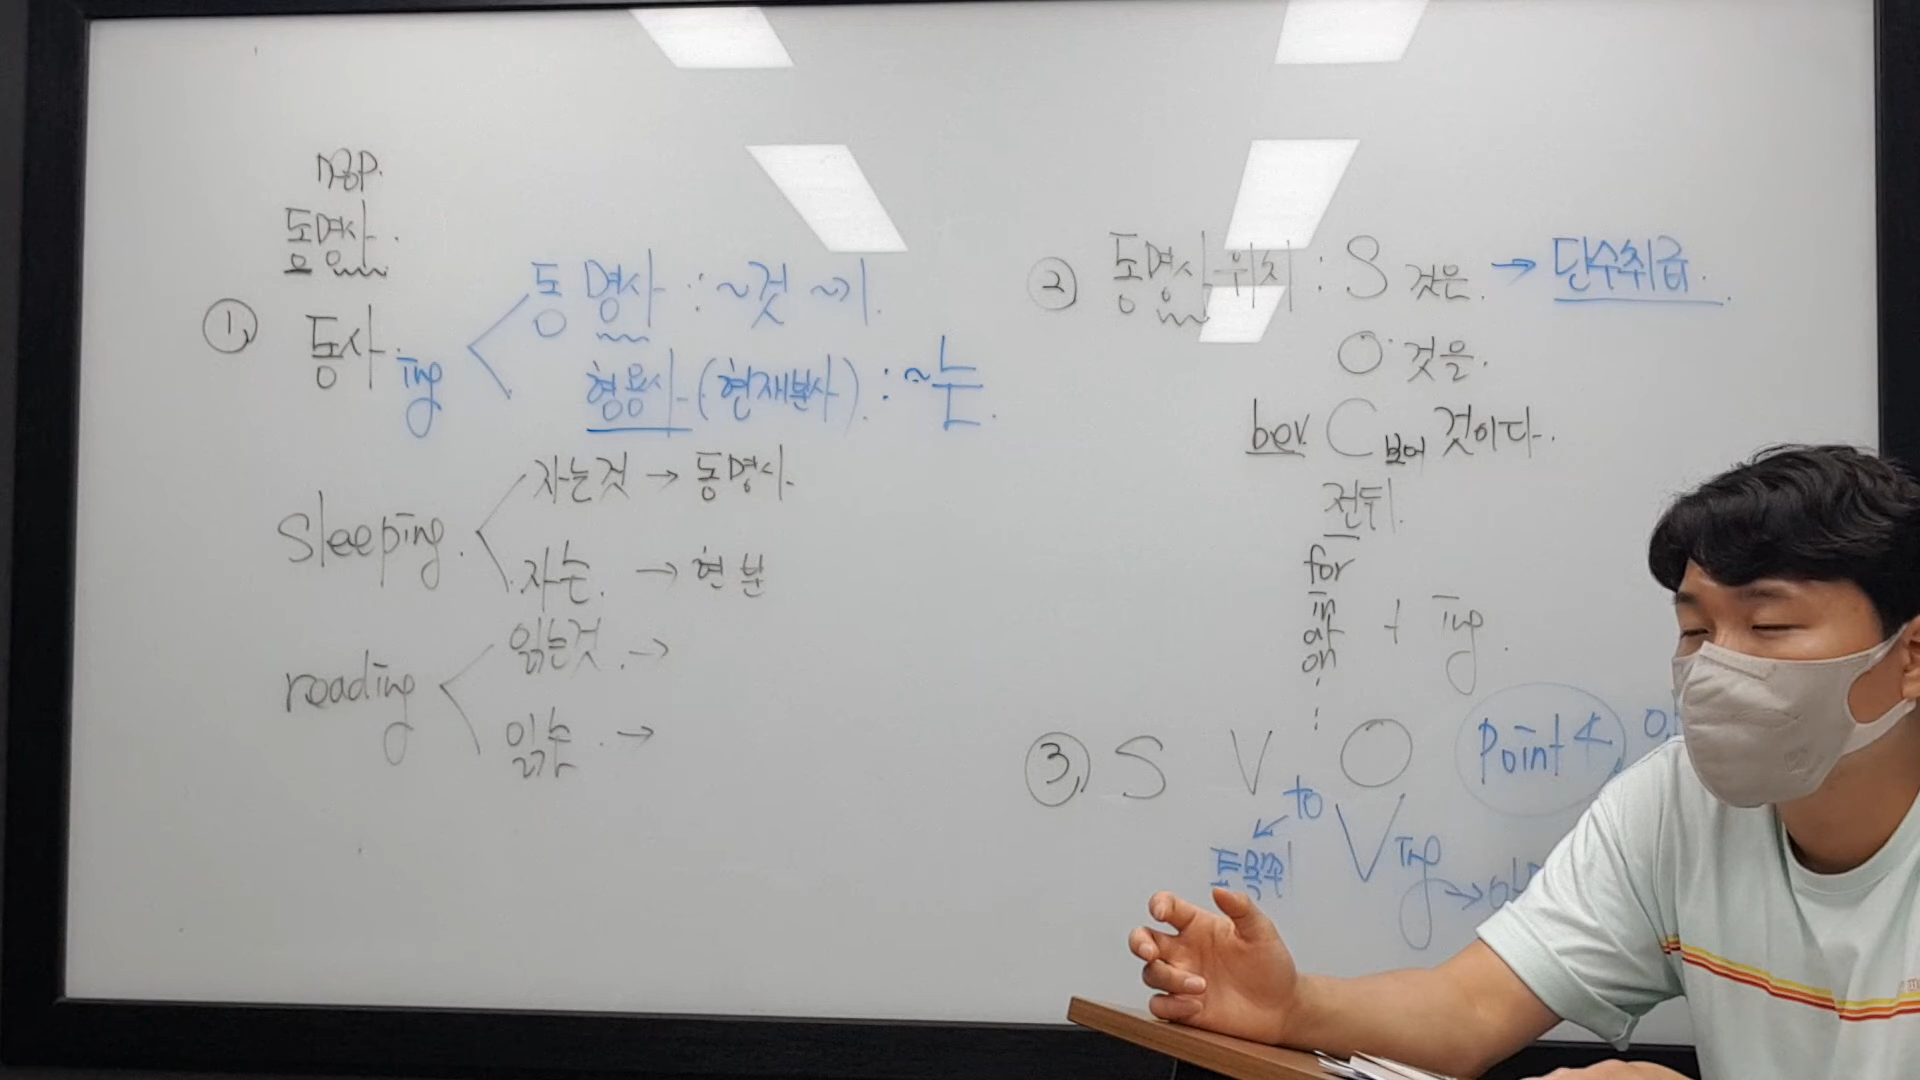 동명사.
① 동사ing
동명사 : ~것 ~기.
형용사 (현재분사) : ~는.
sleeping.
자는것 → 동명사.
자는. → 현분
reading
읽는것. →
읽는. →
② 동명사 위치 : S 것은. → 단수취급.
O 것을.
be v. C 보어 것이다.
전뒤.
for
in
at
on
+ ing.
③ S V O
Point
to
Ving →